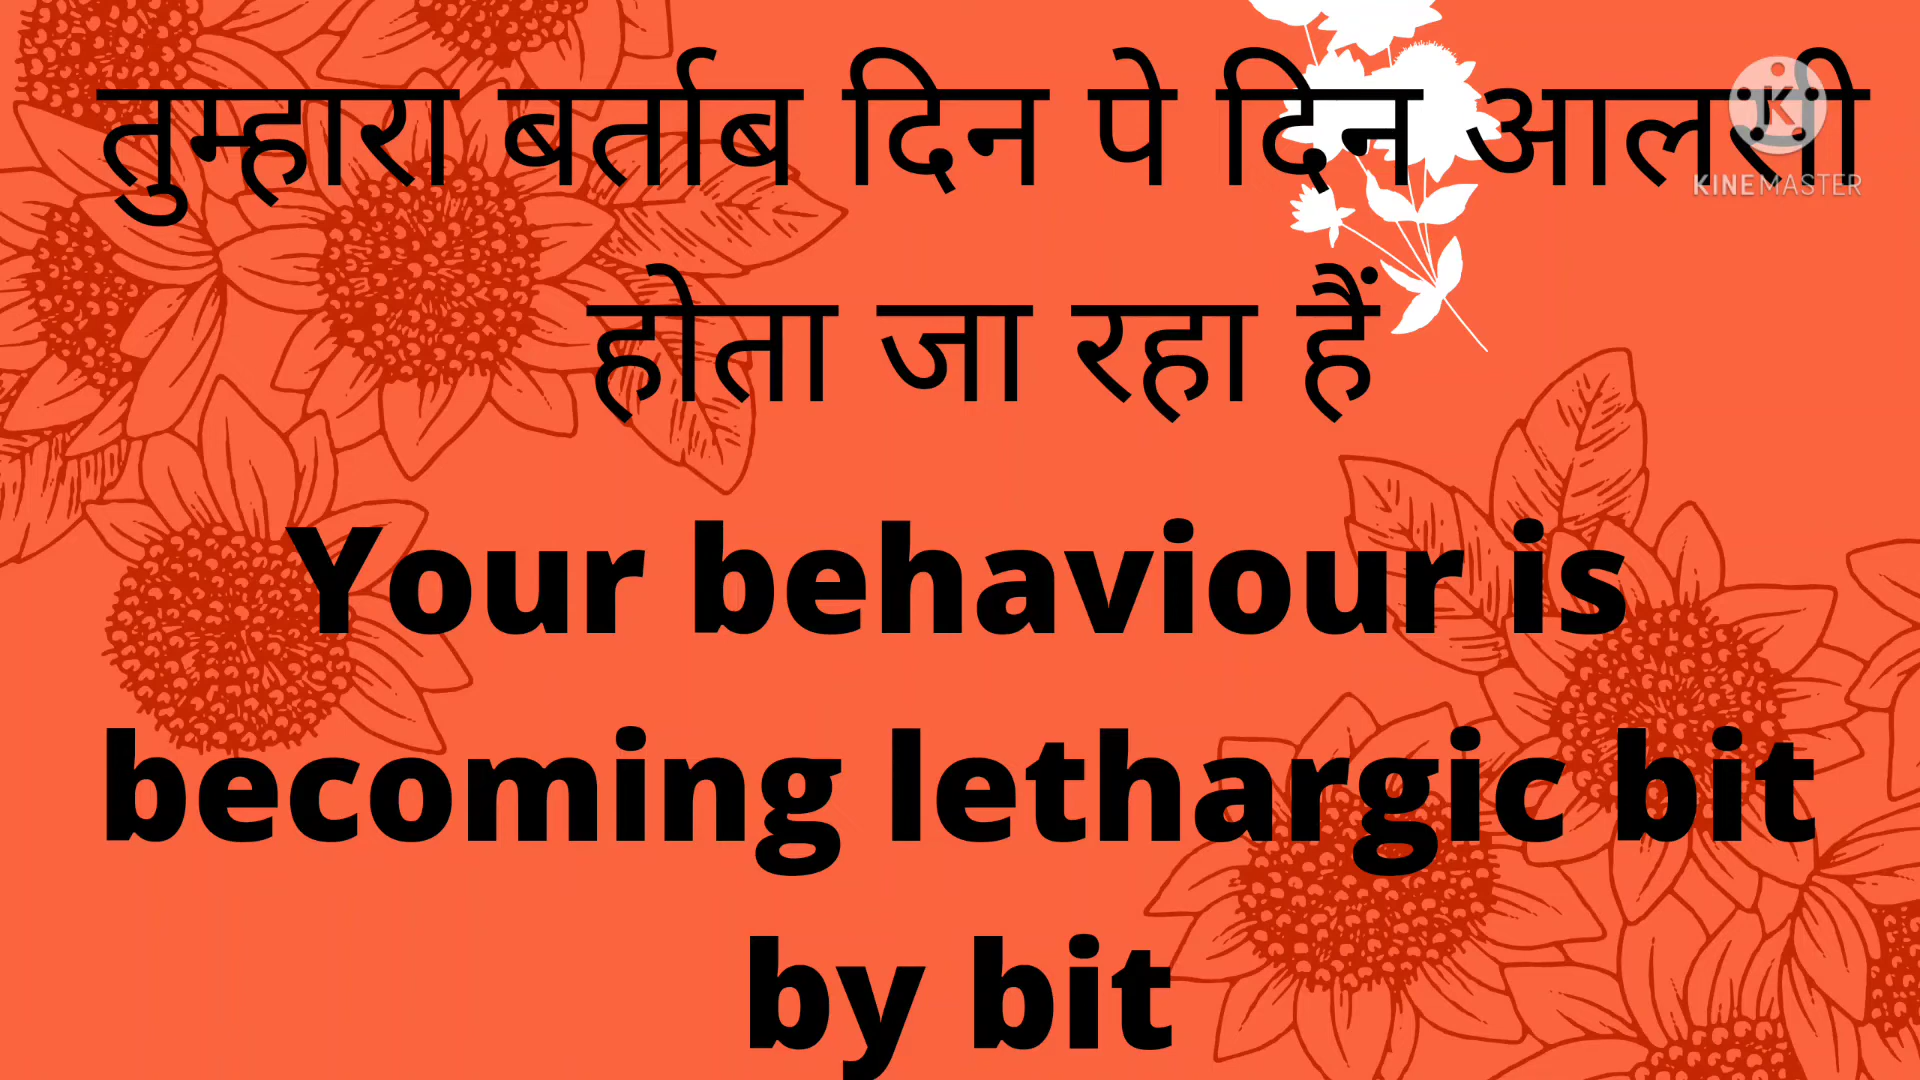 तुम्हारा बर्ताब दिन पे दिन आलसी
होता जा रहा हैं
Your behaviour is
becoming lethargic bit
by bit
KINEMASTER